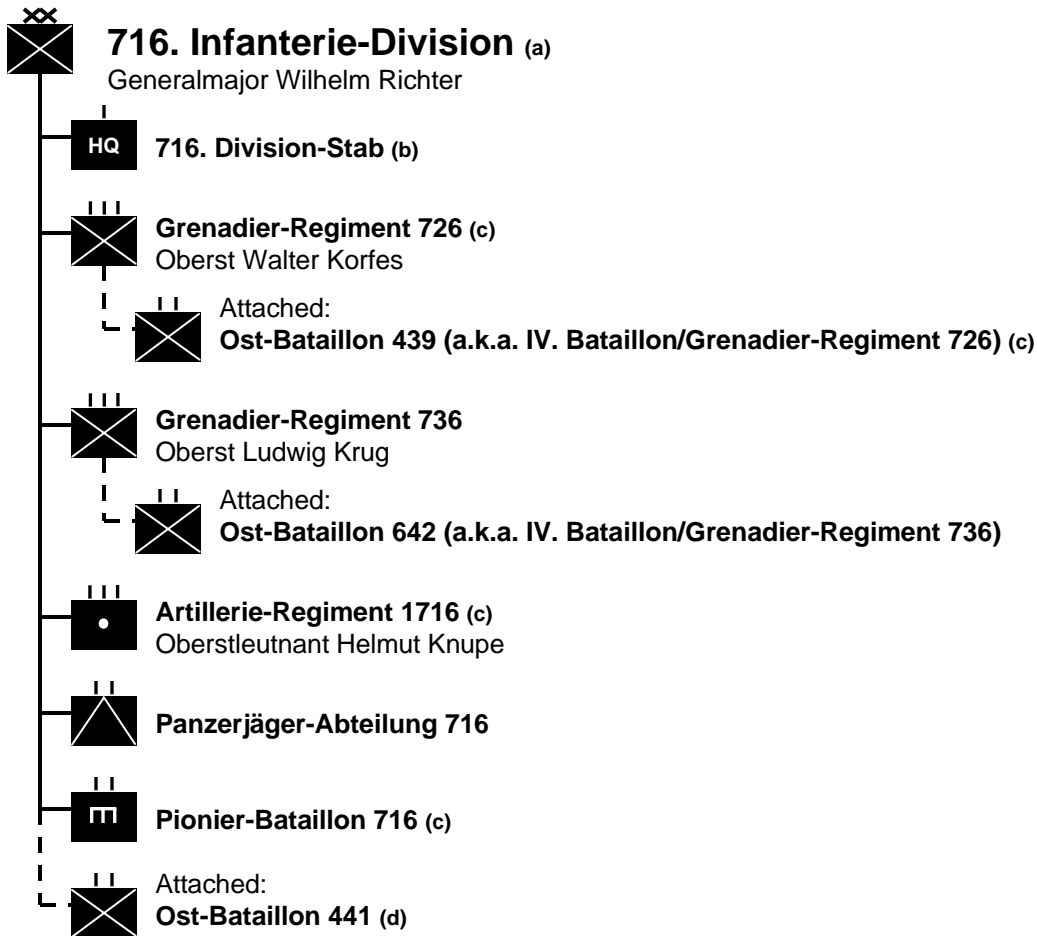 716. Infanterie-Division (a)
Generalmajor Wilhelm Richter
HQ
716. Division-Stab (b)
Grenadier-Regiment 726 (c)
Oberst Walter Korfes
Attached:
Ost-Bataillon 439 (a.k.a. IV. Bataillon/Grenadier-Regiment 726) (c)
Grenadier-Regiment 736
Oberst Ludwig Krug
Attached:
Ost-Bataillon 642 (a.k.a. IV. Bataillon/Grenadier-Regiment 736)
Artillerie-Regiment 1716 (c)
Oberstleutnant Helmut Knupe
Panzerjäger-Abteilung 716
Pionier-Bataillon 716 (c)
Attached:
Ost-Bataillon 441 (d)